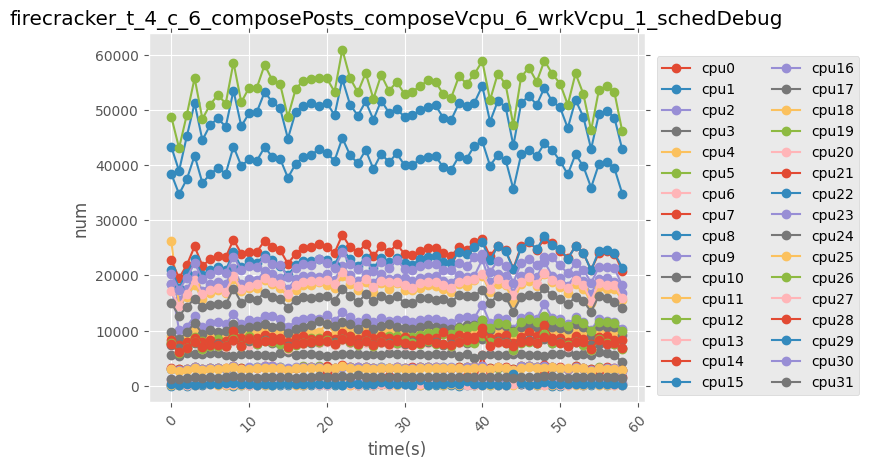 firecracker_t_4_c_6_composePosts_composeVcpu_6_wrkVcpu_1_schedDebug
60000
50000
40000
30000
20000
10000
0
num
0
10
20
30
40
50
60
time(s)
cpu0
cpu1
cpu2
cpu3
cpu4
cpu5
cpu6
cpu7
cpu8
cpu9
cpu10
cpu11
cpu12
cpu13
cpu14
cpu15
cpu16
cpu17
cpu18
cpu19
cpu20
cpu21
cpu22
cpu23
cpu24
cpu25
cpu26
cpu27
cpu28
cpu29
cpu30
cpu31